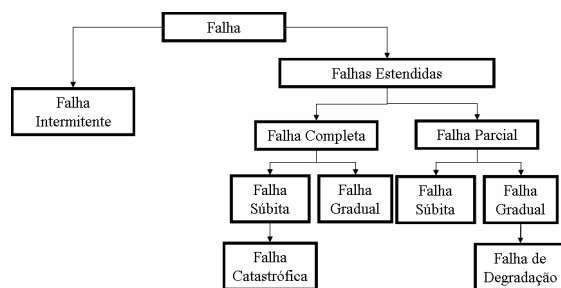 Falha
Falhas Estendidas
Falha
Intermitente
Falha Completa
Falha Parcial
Falha
Súbita
Falha
Gradual
Falha
Súbita
Falha
Gradual
Falha
Catastrófica
Falha de
Degradação